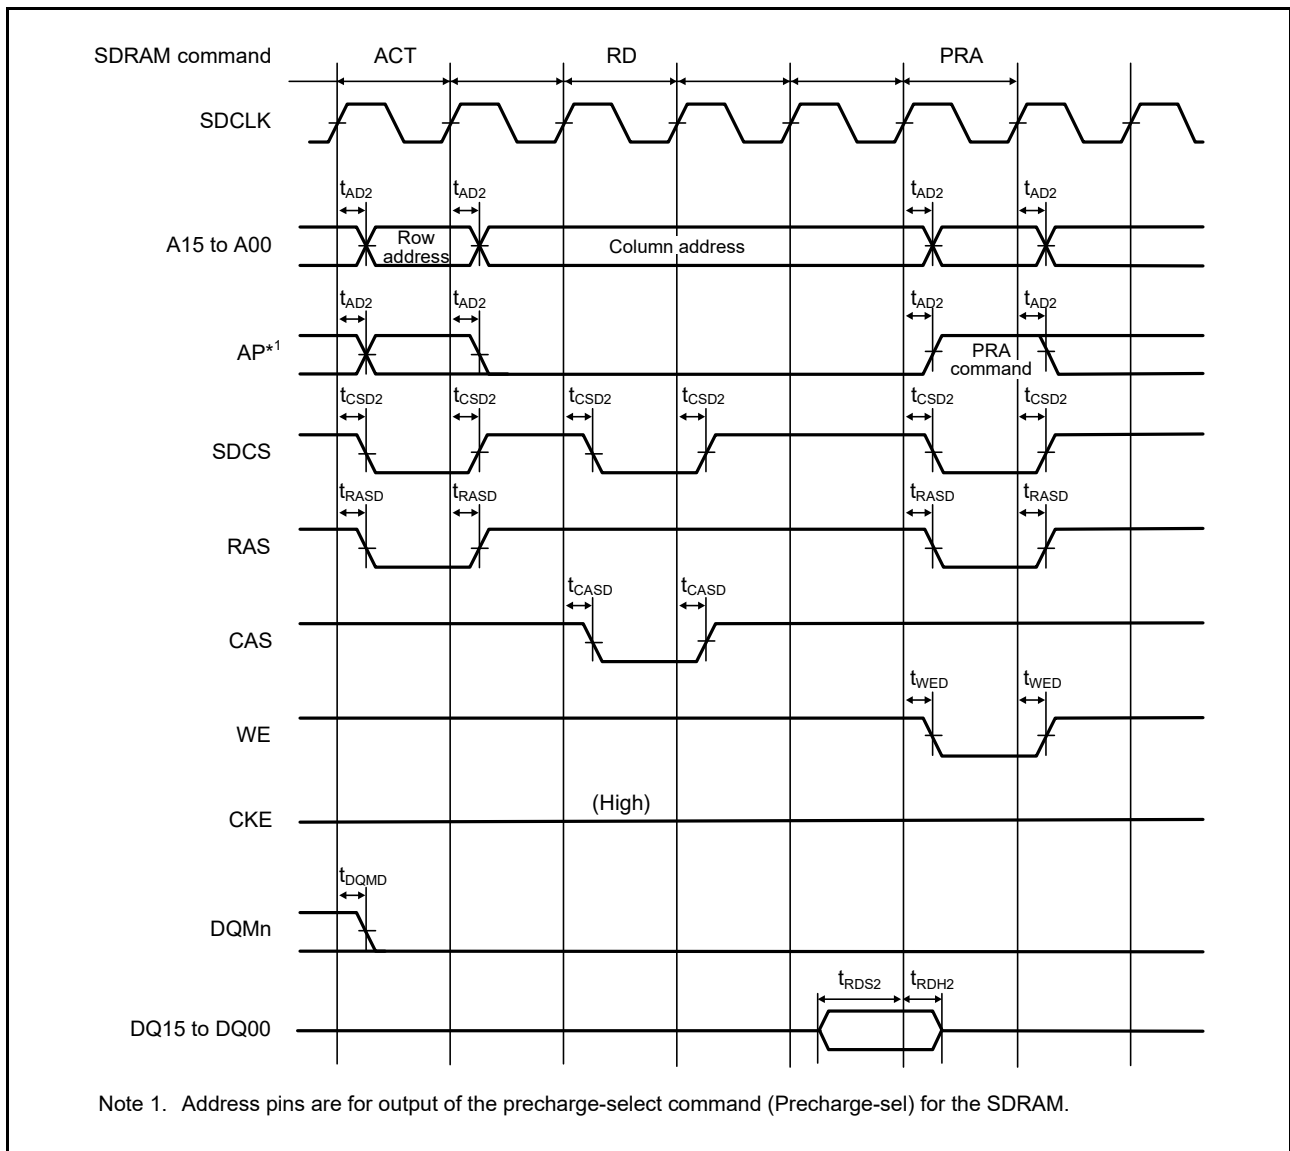 SDRAM command ACT RD PRA
SDCLK
tAD2 tAD2 tAD2 tAD2
A15 to A00 Row address Column address
tAD2 tAD2 tAD2 tAD2
AP*1 PRA command
tCSD2 tCSD2 tCSD2 tCSD2 tCSD2 tCSD2
SDCS
tRASD tRASD tRASD tRASD
RAS
tCASD tCASD
CAS
tWED tWED
WE
(High)
CKE
tDQMD
DQMn
tRDS2 tRDH2
DQ15 to DQ00
Note 1. Address pins are for output of the precharge-select command (Precharge-sel) for the SDRAM.